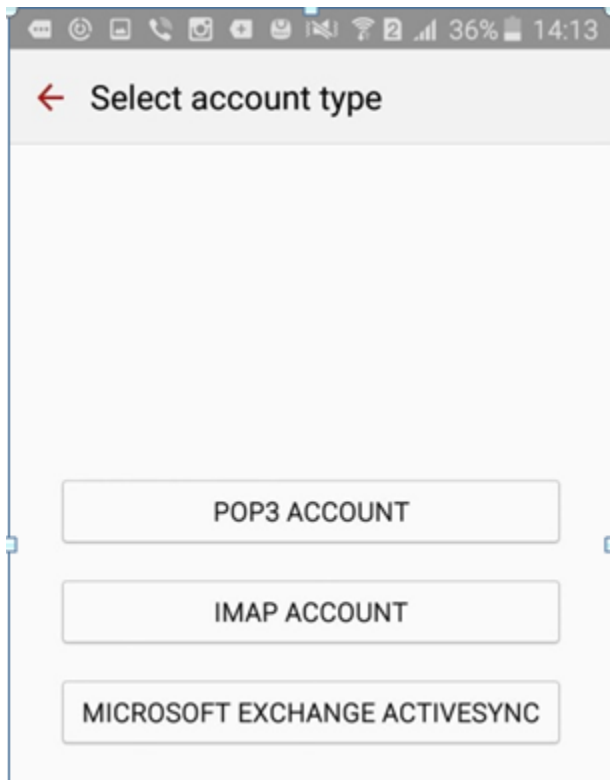 2 36% 14:13
Select account type
POP3 ACCOUNT
IMAP ACCOUNT
MICROSOFT EXCHANGE ACTIVESYNC